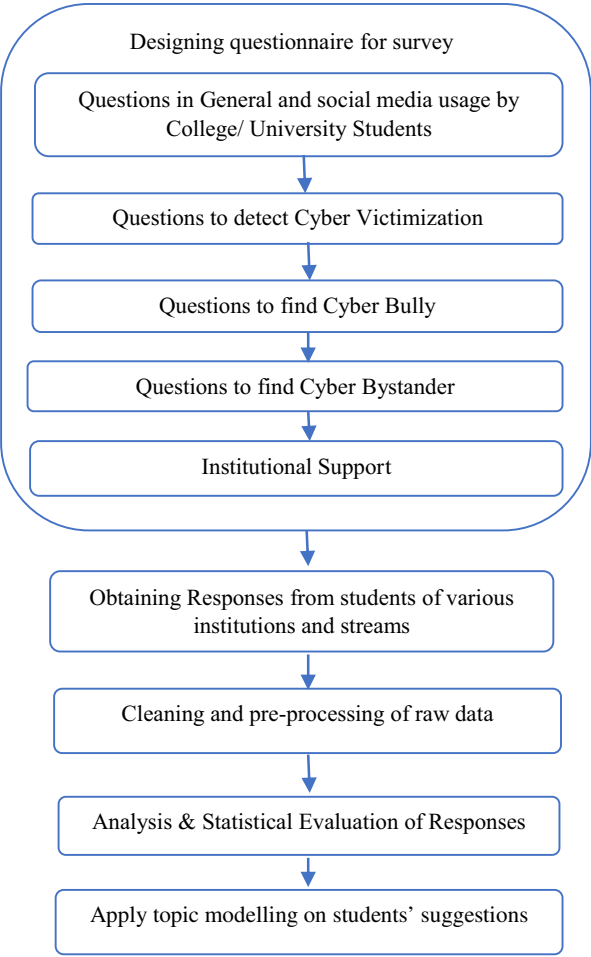 Designing questionnaire for survey
Questions in General and social media usage by
College/ University Students
Questions to detect Cyber Victimization
Questions to find Cyber Bully
Questions to find Cyber Bystander
Institutional Support
Obtaining Responses from students of various
institutions and streams
Cleaning and pre-processing of raw data
Analysis & Statistical Evaluation of Responses
Apply topic modelling on students’ suggestions